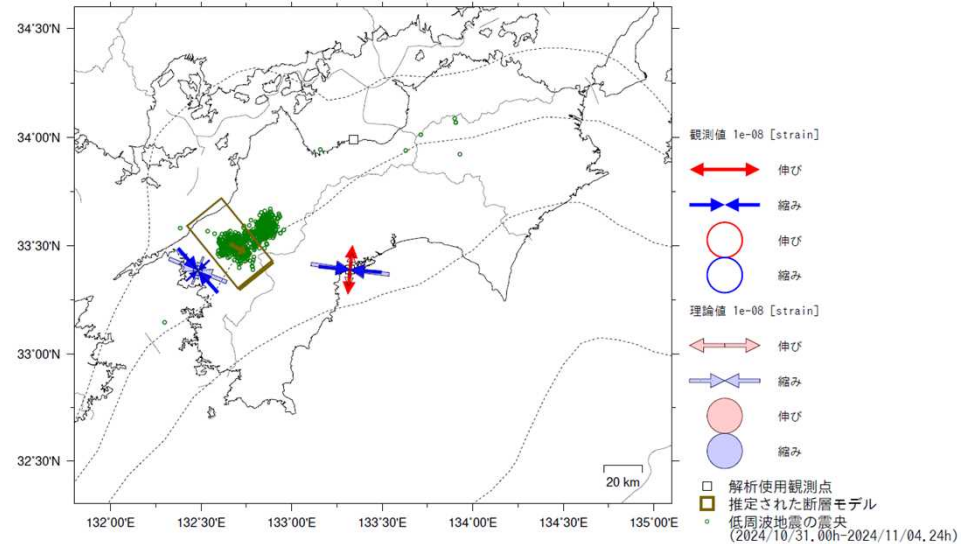 34°30'N
34°00'N
33°30'N
33°00'N
32°30'N
132°00'E
132°30'E
133°00'E
133°30'E
134°00'E
134°30'E
135°00'E
20 km
観測値 1e-08 [strain]
伸び
縮み
伸び
縮み
理論値 1e-08 [strain]
伸び
縮み
伸び
縮み
解析使用観測点
推定された断層モデル
低周波地震の震央
(2024/10/31.00h-2024/11/04.24h)